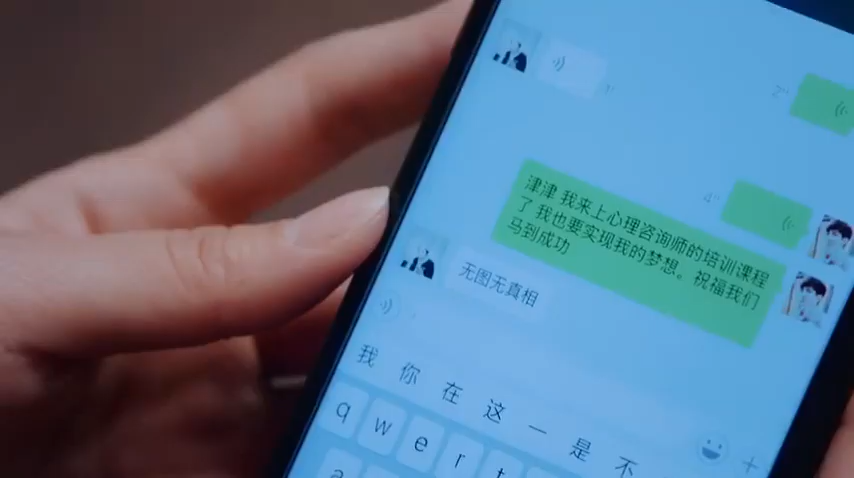 2"
4"
津津 我来上心理咨询师的培训课程
了 我也要实现我的梦想。祝福我们
马到成功
无图无真相
我 你 在 这 一 是 不
q w e r t
a